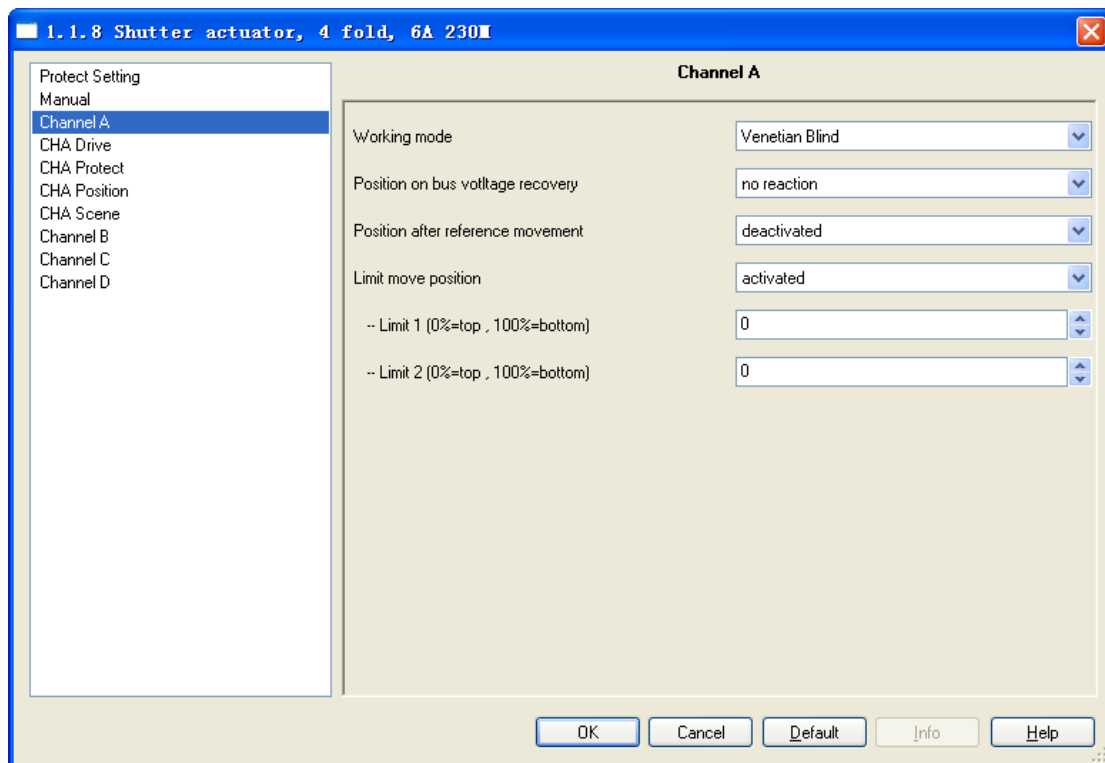 1.1.8 Shutter actuator, 4 fold, 6A 230M
Protect Setting
Manual
Channel A
CHA Drive
CHA Protect
CHA Position
CHA Scene
Channel B
Channel C
Channel D
Channel A
Working mode Venetian Blind
Position on bus votltage recovery no reaction
Position after reference movement deactivated
Limit move position activated
-- Limit 1 (0%=top , 100%=bottom) 0
-- Limit 2 (0%=top , 100%=bottom) 0
OK Cancel Default Info Help